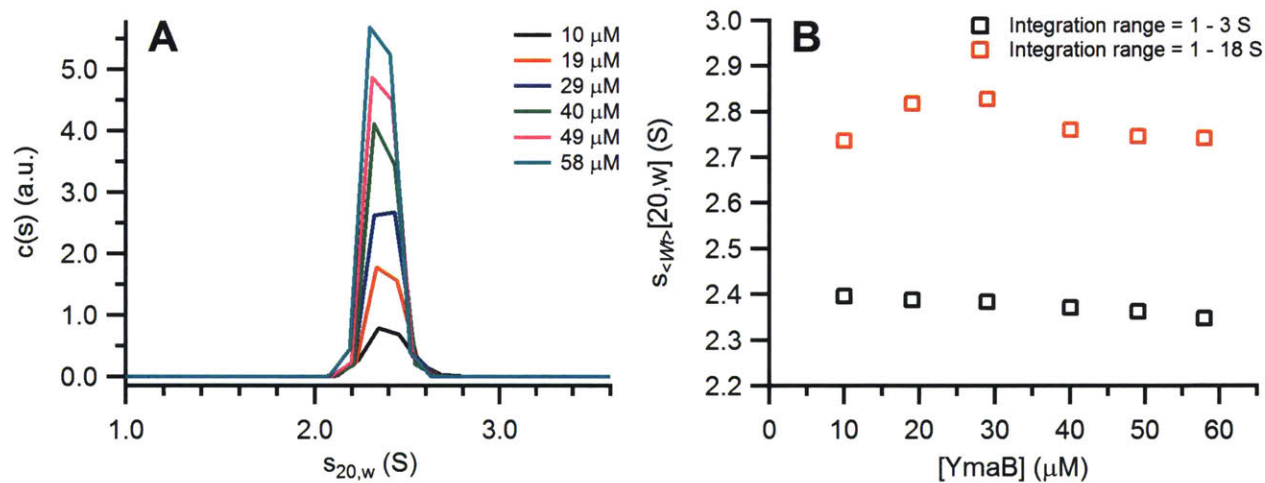 A
10 μM
19 μM
29 μM
40 μM
49 μM
58 μM
5.0
4.0
3.0
2.0
1.0
0.0
c(s) (a.u.)
1.0
2.0
3.0
s20,w (S)
B
Integration range = 1 - 3 S
Integration range = 1 - 18 S
3.0
2.9
2.8
2.7
2.6
2.5
2.4
2.3
2.2
s<Wt>[20,w] (S)
0
10
20
30
40
50
60
[YmaB] (μM)